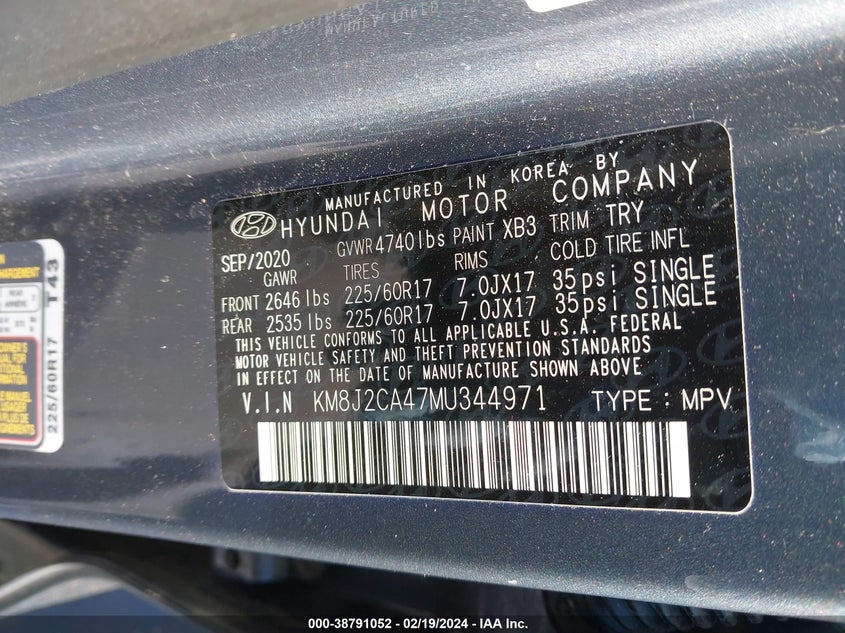 MANUFACTURED IN KOREA BY
HYUNDAI MOTOR COMPANY
SEP/2020 GVWR 4740lbs PAINT XB3 TRIM TRY
GAWR TIRES RIMS COLD TIRE INFL
FRONT 2646 lbs 225/60R17 7.0JX17 35psi SINGLE
REAR 2535 lbs 225/60R17 7.0JX17 35psi SINGLE
THIS VEHICLE CONFORMS TO ALL APPLICABLE U.S.A. FEDERAL
MOTOR VEHICLE SAFETY AND THEFT PREVENTION STANDARDS
IN EFFECT ON THE DATE OF MANUFACTURE SHOWN ABOVE
V.I.N KM8J2CA47MU344971 TYPE : MPV
T43
225/60R17
000-38791052 - 02/19/2024 - IAA Inc.